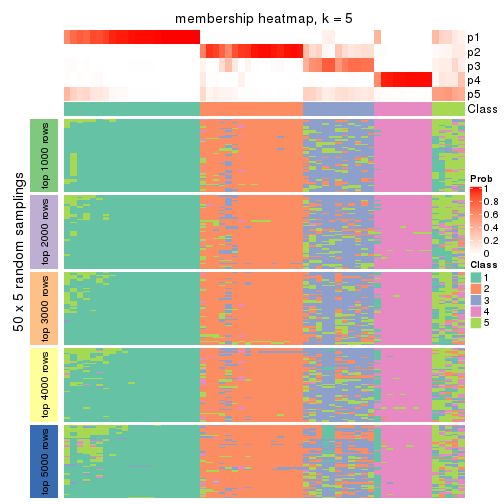 membership heatmap, k = 5
p1
p2
p3
p4
p5
Class
50 x 5 random samplings
top 1000 rows
top 2000 rows
top 3000 rows
top 4000 rows
top 5000 rows
Prob
1
0.8
0.6
0.4
0.2
0
Class
1
2
3
4
5